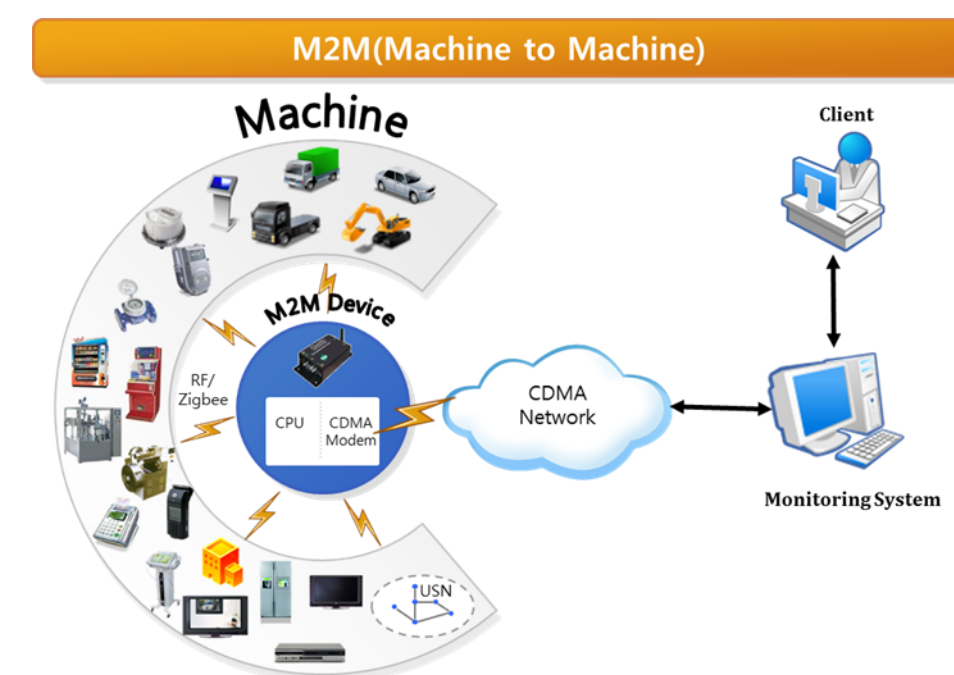 M2M(Machine to Machine)
Machine
Client
M2M Device
RF/
Zigbee
CPU
CDMA
Modem
CDMA
Network
Monitoring System
USN